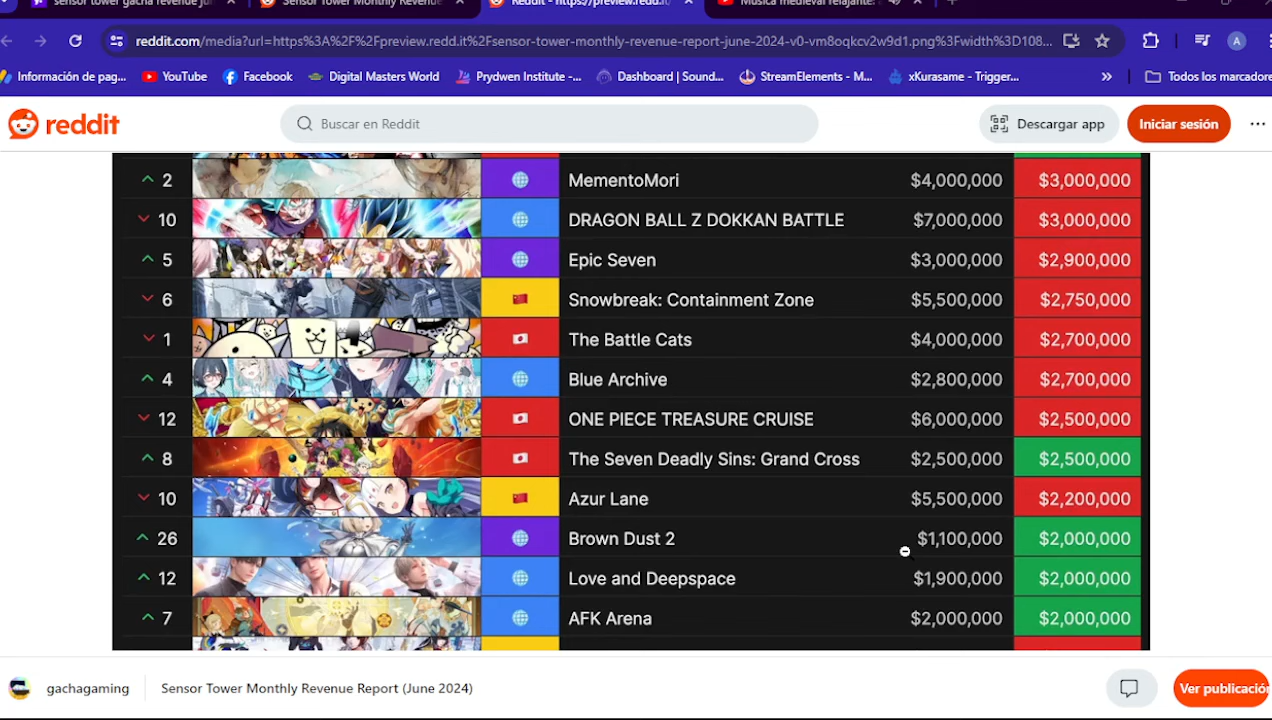 sensor tower gacha revenue ju
Sensor Tower Monthly Revenue
Reddit - https://preview.redd.i
Música medieval relajante:
reddit.com/media?url=https%3A%2F%2Fpreview.redd.it%2Fsensor-tower-monthly-revenue-report-june-2024-v0-vm8oqkcv2w9d1.png%3Fwidth%3D108...
A
Información de pag...
YouTube
Facebook
Digital Masters World
Prydwen Institute -...
Dashboard | Sound...
StreamElements - M...
xKurasame - Trigger...
»
Todos los marcadore
reddit
Buscar en Reddit
Descargar app
Iniciar sesión
2 MementoMori $4,000,000 $3,000,000
10 DRAGON BALL Z DOKKAN BATTLE $7,000,000 $3,000,000
5 Epic Seven $3,000,000 $2,900,000
6 Snowbreak: Containment Zone $5,500,000 $2,750,000
1 The Battle Cats $4,000,000 $2,700,000
4 Blue Archive $2,800,000 $2,700,000
12 ONE PIECE TREASURE CRUISE $6,000,000 $2,500,000
8 The Seven Deadly Sins: Grand Cross $2,500,000 $2,500,000
10 Azur Lane $5,500,000 $2,200,000
26 Brown Dust 2 $1,100,000 $2,000,000
12 Love and Deepspace $1,900,000 $2,000,000
7 AFK Arena $2,000,000 $2,000,000
gachagaming
Sensor Tower Monthly Revenue Report (June 2024)
Ver publicación